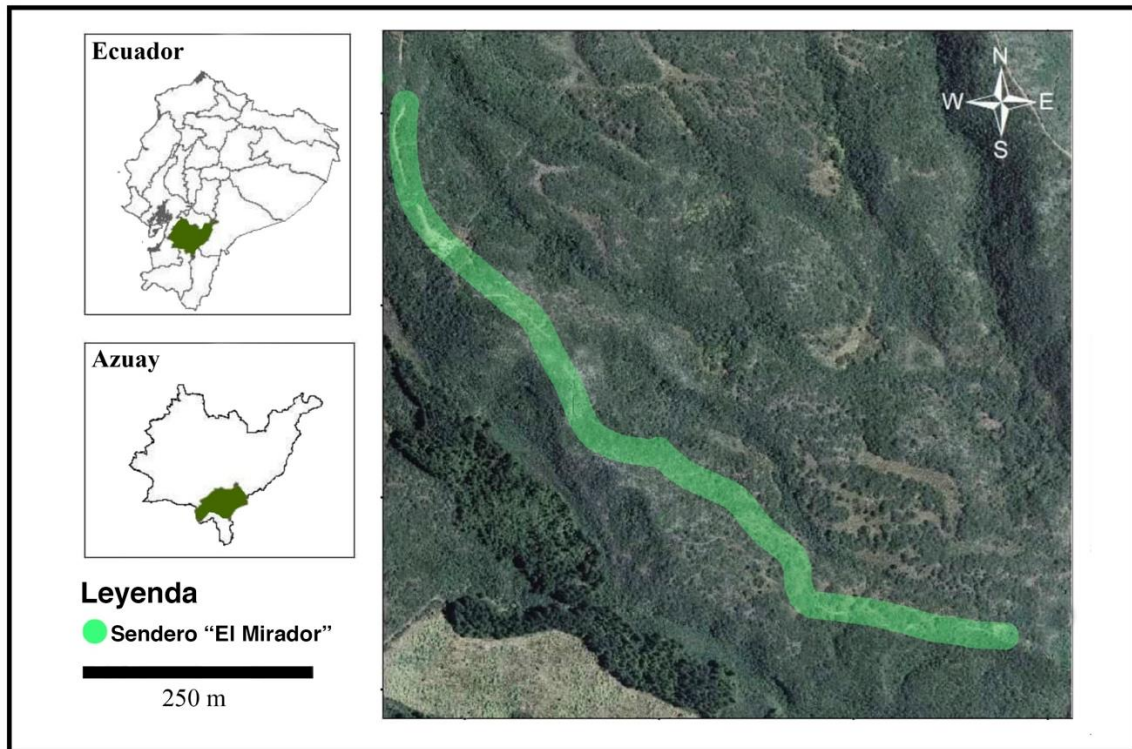 Ecuador
Azuay
Leyenda
Sendero “El Mirador”
250 m
N
W
E
S